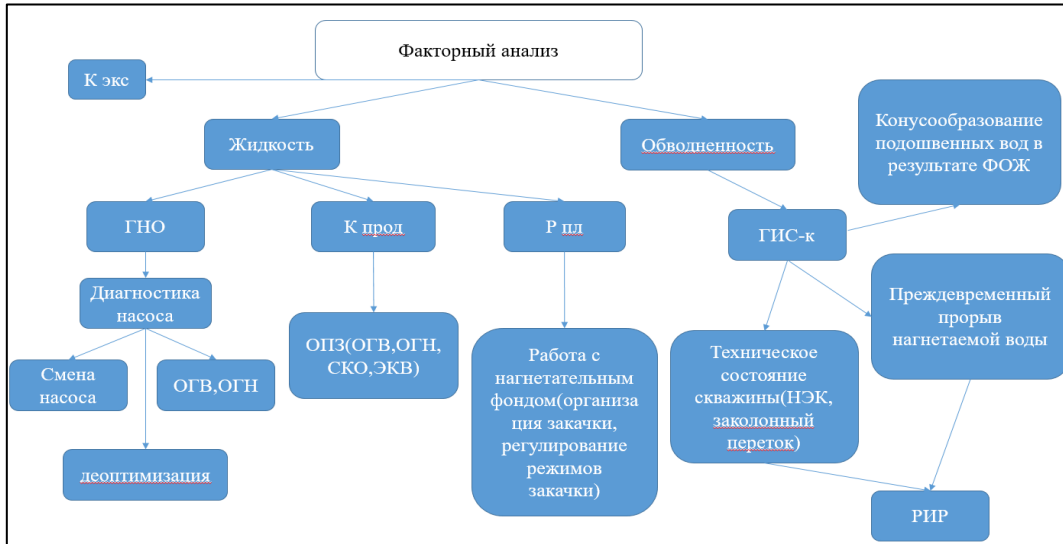 Факторный анализ
К экс
Жидкость
Обводненность
Конусообразование
подошвенных вод в
результате ФОЖ
ГНО
К прод
Р пл
ГИС-к
Диагностика
насоса
Преждевременный
прорыв
нагнетаемой воды
ОПЗ(ОГВ,ОГН,
СКО,ЭКВ)
Смена
насоса
ОГВ,ОГН
Работа с
нагнетательным
фондом(организа
ция закачки,
регулирование
режимов
закачки)
Техническое
состояние
скважины(НЭК,
заколонный
переток)
деоптимизация
РИР